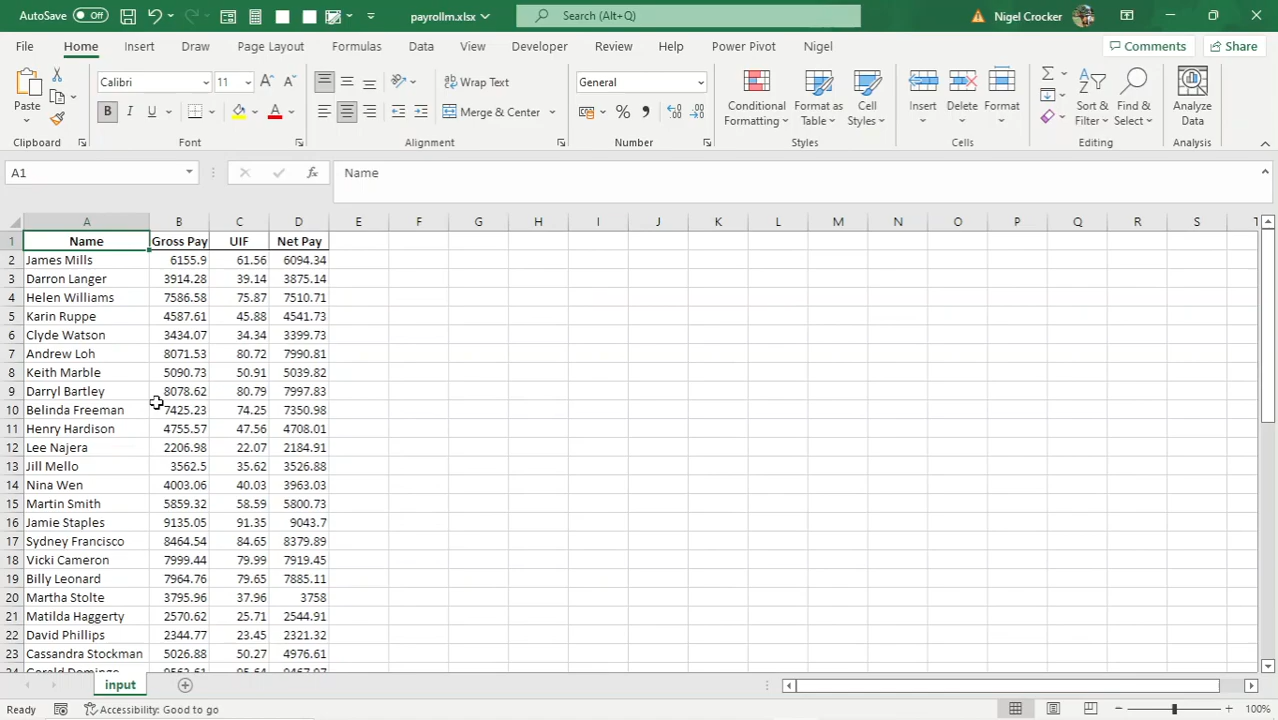 AutoSave Off payrollm.xlsx Search (Alt+Q) Nigel Crocker
File Home Insert Draw Page Layout Formulas Data View Developer Review Help Power Pivot Nigel Comments Share
Paste Calibri 11 Wrap Text General Conditional Formatting Format as Table Cell Styles Insert Delete Format Sort & Filter Find & Select Analyze Data
B I U Merge & Center
Clipboard Font Alignment Number Styles Cells Editing Analysis
A1 fx Name
A B C D E F G H I J K L M N O P Q R S
1 Name Gross Pay UIF Net Pay
2 James Mills 6155.9 61.56 6094.34
3 Darron Langer 3914.28 39.14 3875.14
4 Helen Williams 7586.58 75.87 7510.71
5 Karin Ruppe 4587.61 45.88 4541.73
6 Clyde Watson 3434.07 34.34 3399.73
7 Andrew Loh 8071.53 80.72 7990.81
8 Keith Marble 5090.73 50.91 5039.82
9 Darryl Bartley 8078.62 80.79 7997.83
10 Belinda Freeman 7425.23 74.25 7350.98
11 Henry Hardison 4755.57 47.56 4708.01
12 Lee Najera 2206.98 22.07 2184.91
13 Jill Mello 3562.5 35.62 3526.88
14 Nina Wen 4003.06 40.03 3963.03
15 Martin Smith 5859.32 58.59 5800.73
16 Jamie Staples 9135.05 91.35 9043.7
17 Sydney Francisco 8464.54 84.65 8379.89
18 Vicki Cameron 7999.44 79.99 7919.45
19 Billy Leonard 7964.76 79.65 7885.11
20 Martha Stolte 3795.96 37.96 3758
21 Matilda Haggerty 2570.62 25.71 2544.91
22 David Phillips 2344.77 23.45 2321.32
23 Cassandra Stockman 5026.88 50.27 4976.61
input
Ready Accessibility: Good to go 100%